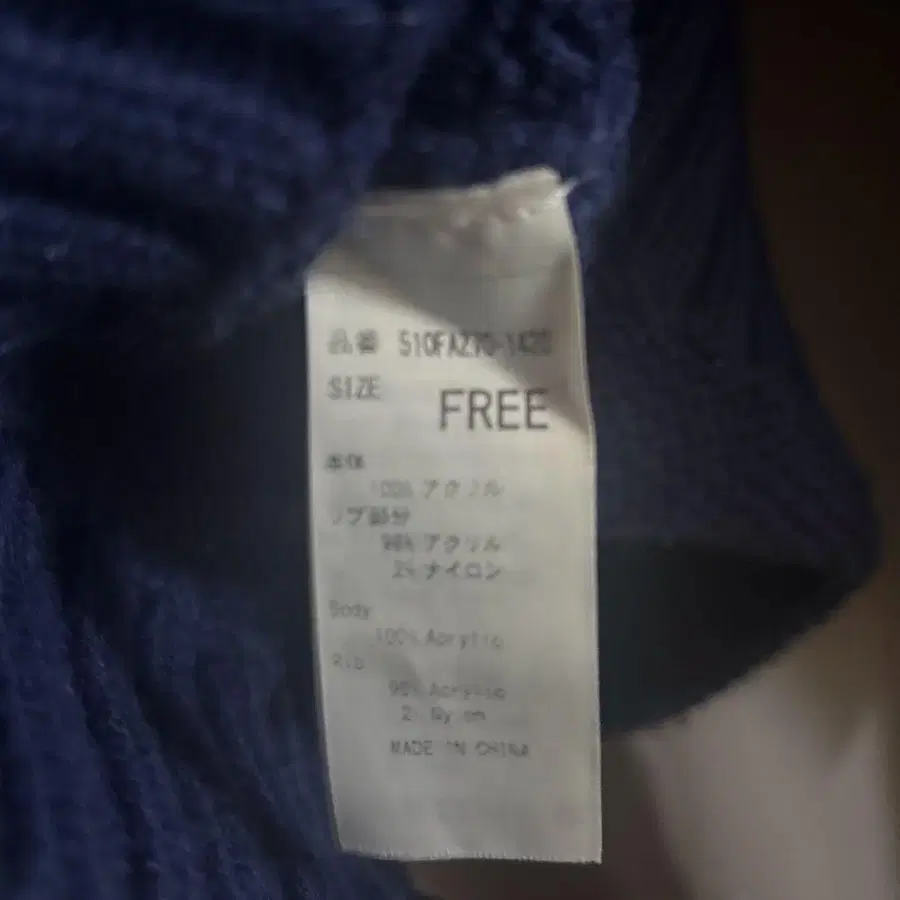 品番 510FAZ70-1420
SIZE
FREE
本体
100% アクリル
リブ部分
98% アクリル
2% ナイロン
Body
100% Acrylic
Rib
98% Acrylic
2% Nylon
MADE IN CHINA